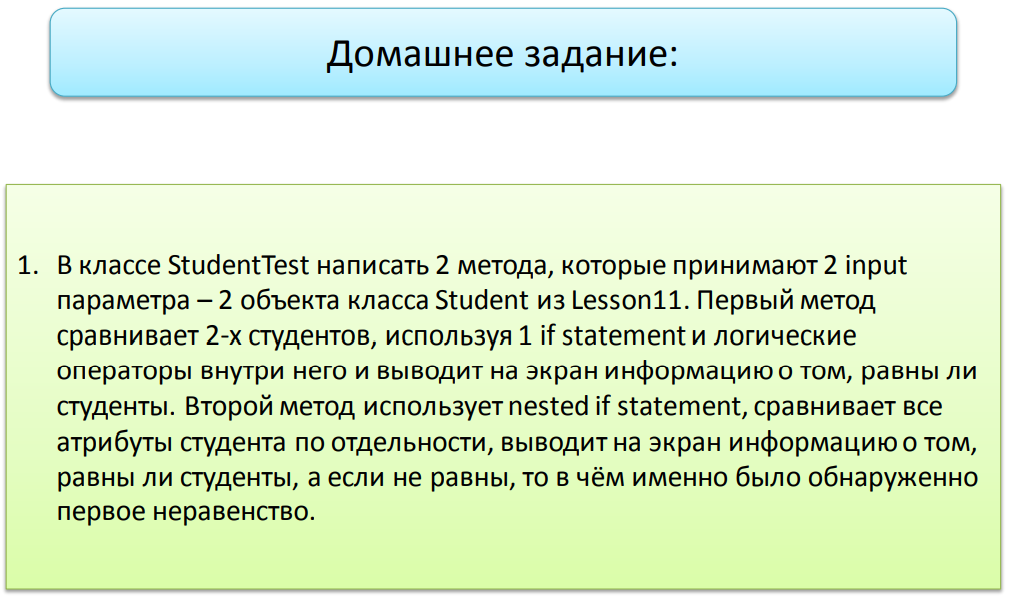 Домашнее задание:
1. В классе StudentTest написать 2 метода, которые принимают 2 input
параметра – 2 объекта класса Student из Lesson11. Первый метод
сравнивает 2-х студентов, используя 1 if statement и логические
операторы внутри него и выводит на экран информацию о том, равны ли
студенты. Второй метод использует nested if statement, сравнивает все
атрибуты студента по отдельности, выводит на экран информацию о том,
равны ли студенты, а если не равны, то в чём именно было обнаруженно
первое неравенство.